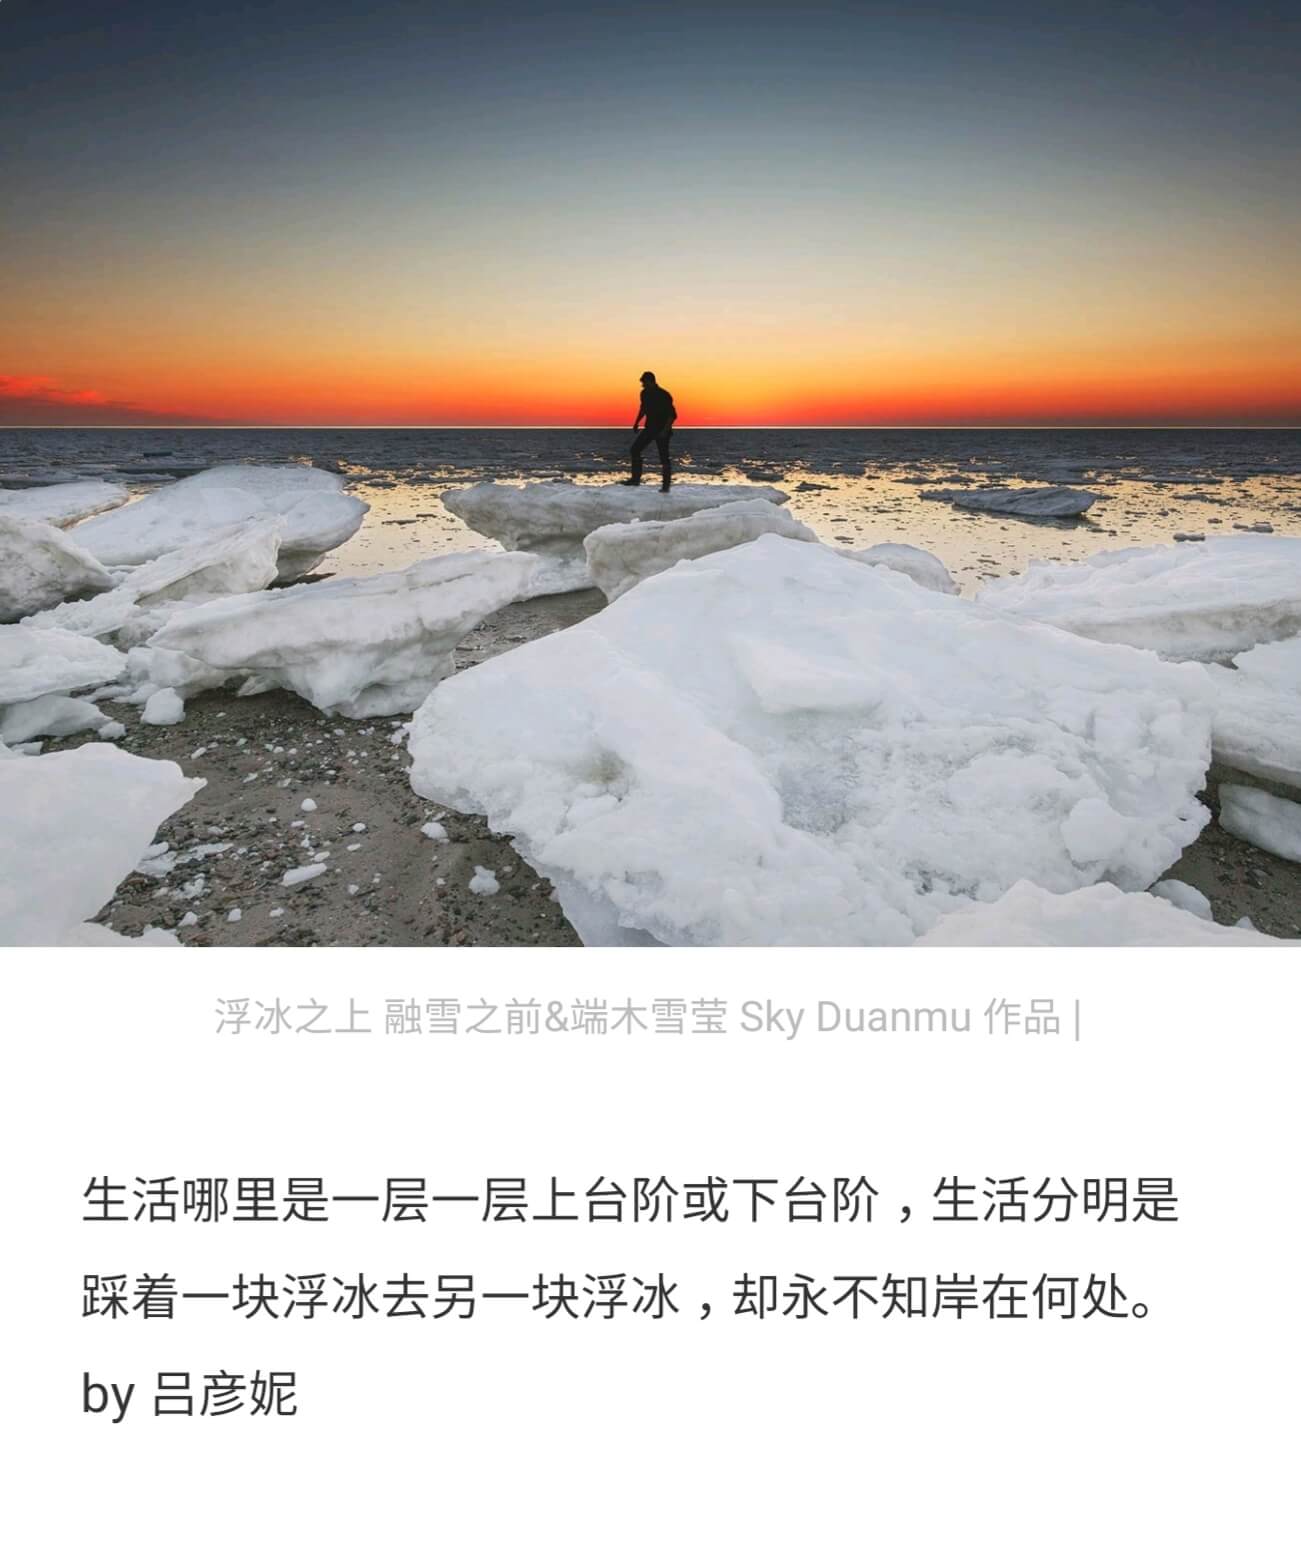 浮冰之上 融雪之前&端木雪莹 Sky Duanmu 作品 |
生活哪里是一层一层上台阶或下台阶，生活分明是
踩着一块浮冰去另一块浮冰，却永不知岸在何处。
by 吕彦妮